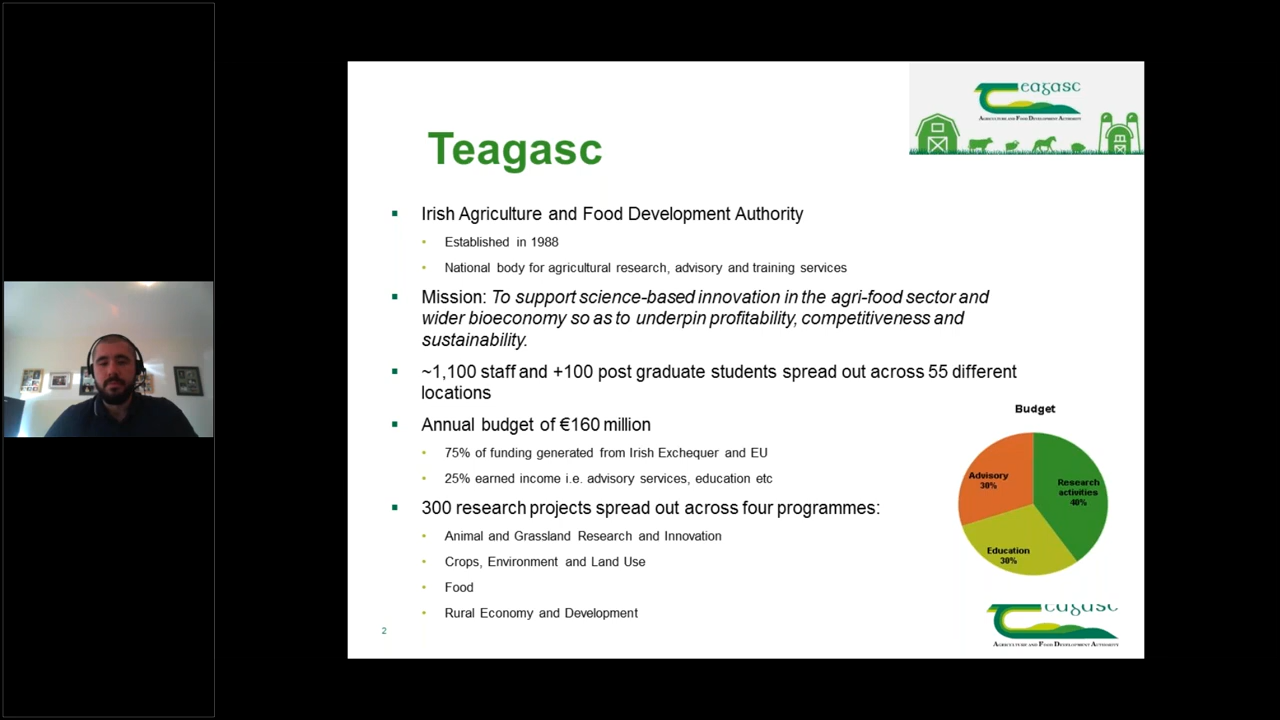 Teagasc
AGRICULTURE AND FOOD DEVELOPMENT AUTHORITY
Teagasc
Irish Agriculture and Food Development Authority
Established in 1988
National body for agricultural research, advisory and training services
Mission: To support science-based innovation in the agri-food sector and
wider bioeconomy so as to underpin profitability, competitiveness and
sustainability.
~1,100 staff and +100 post graduate students spread out across 55 different
locations
Annual budget of €160 million
75% of funding generated from Irish Exchequer and EU
25% earned income i.e. advisory services, education etc
300 research projects spread out across four programmes:
Animal and Grassland Research and Innovation
Crops, Environment and Land Use
Food
Rural Economy and Development
Budget
Advisory
30%
Research
activities
40%
Education
30%
2
Teagasc
AGRICULTURE AND FOOD DEVELOPMENT AUTHORITY